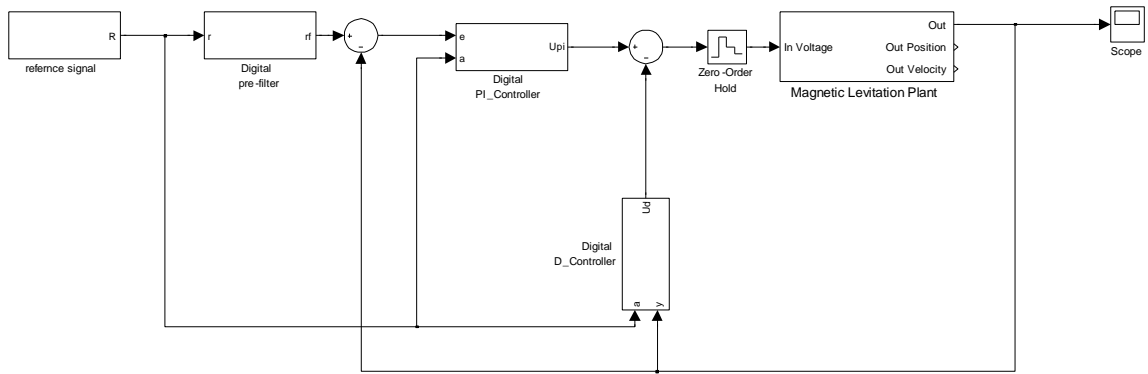 R
refernce signal
r
rf
Digital
pre-filter
+
-
e
a
Upi
Digital
PI_Controller
+
-
Zero-Order
Hold
In Voltage
Out
Out Position
Out Velocity
Magnetic Levitation Plant
Scope
Ud
a
y
Digital
D_Controller